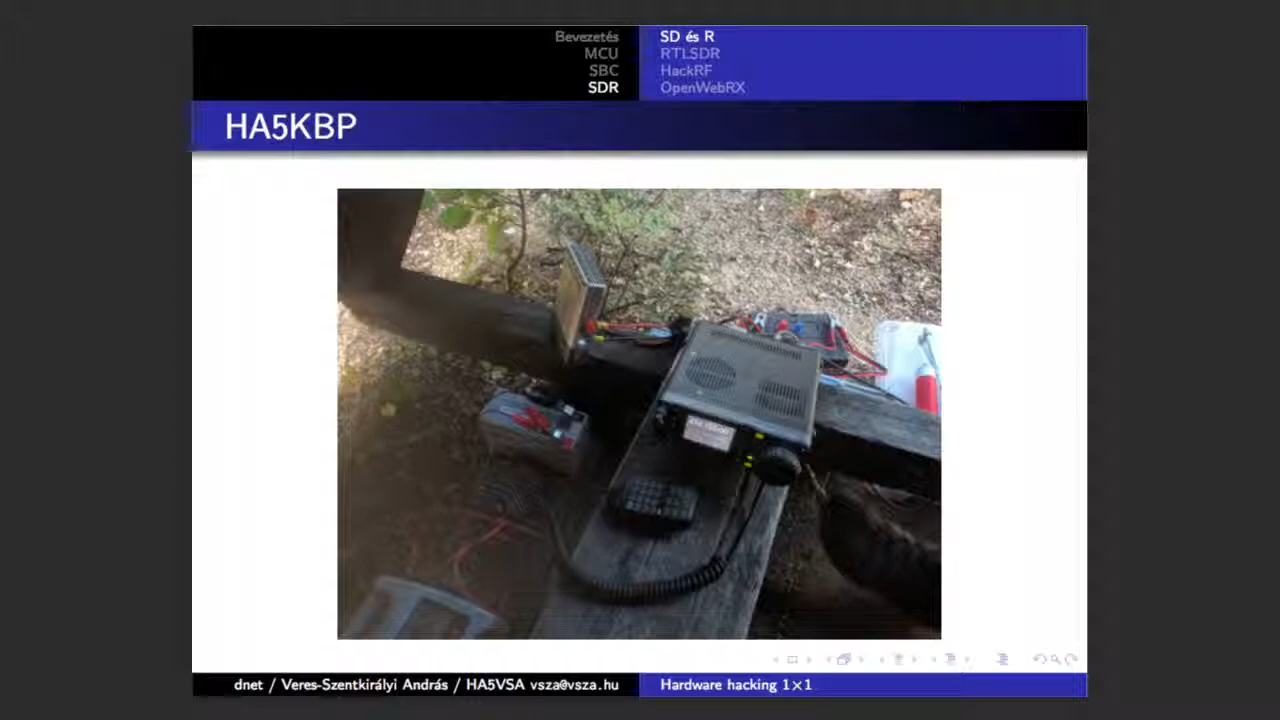 Bevezetés
MCU
SBC
SDR
SD és R
RTLSDR
HackRF
OpenWebRX
HA5KBP
dnet / Veres-Szentkirályi András / HA5VSA vsza@vsza.hu
Hardware hacking 1×1